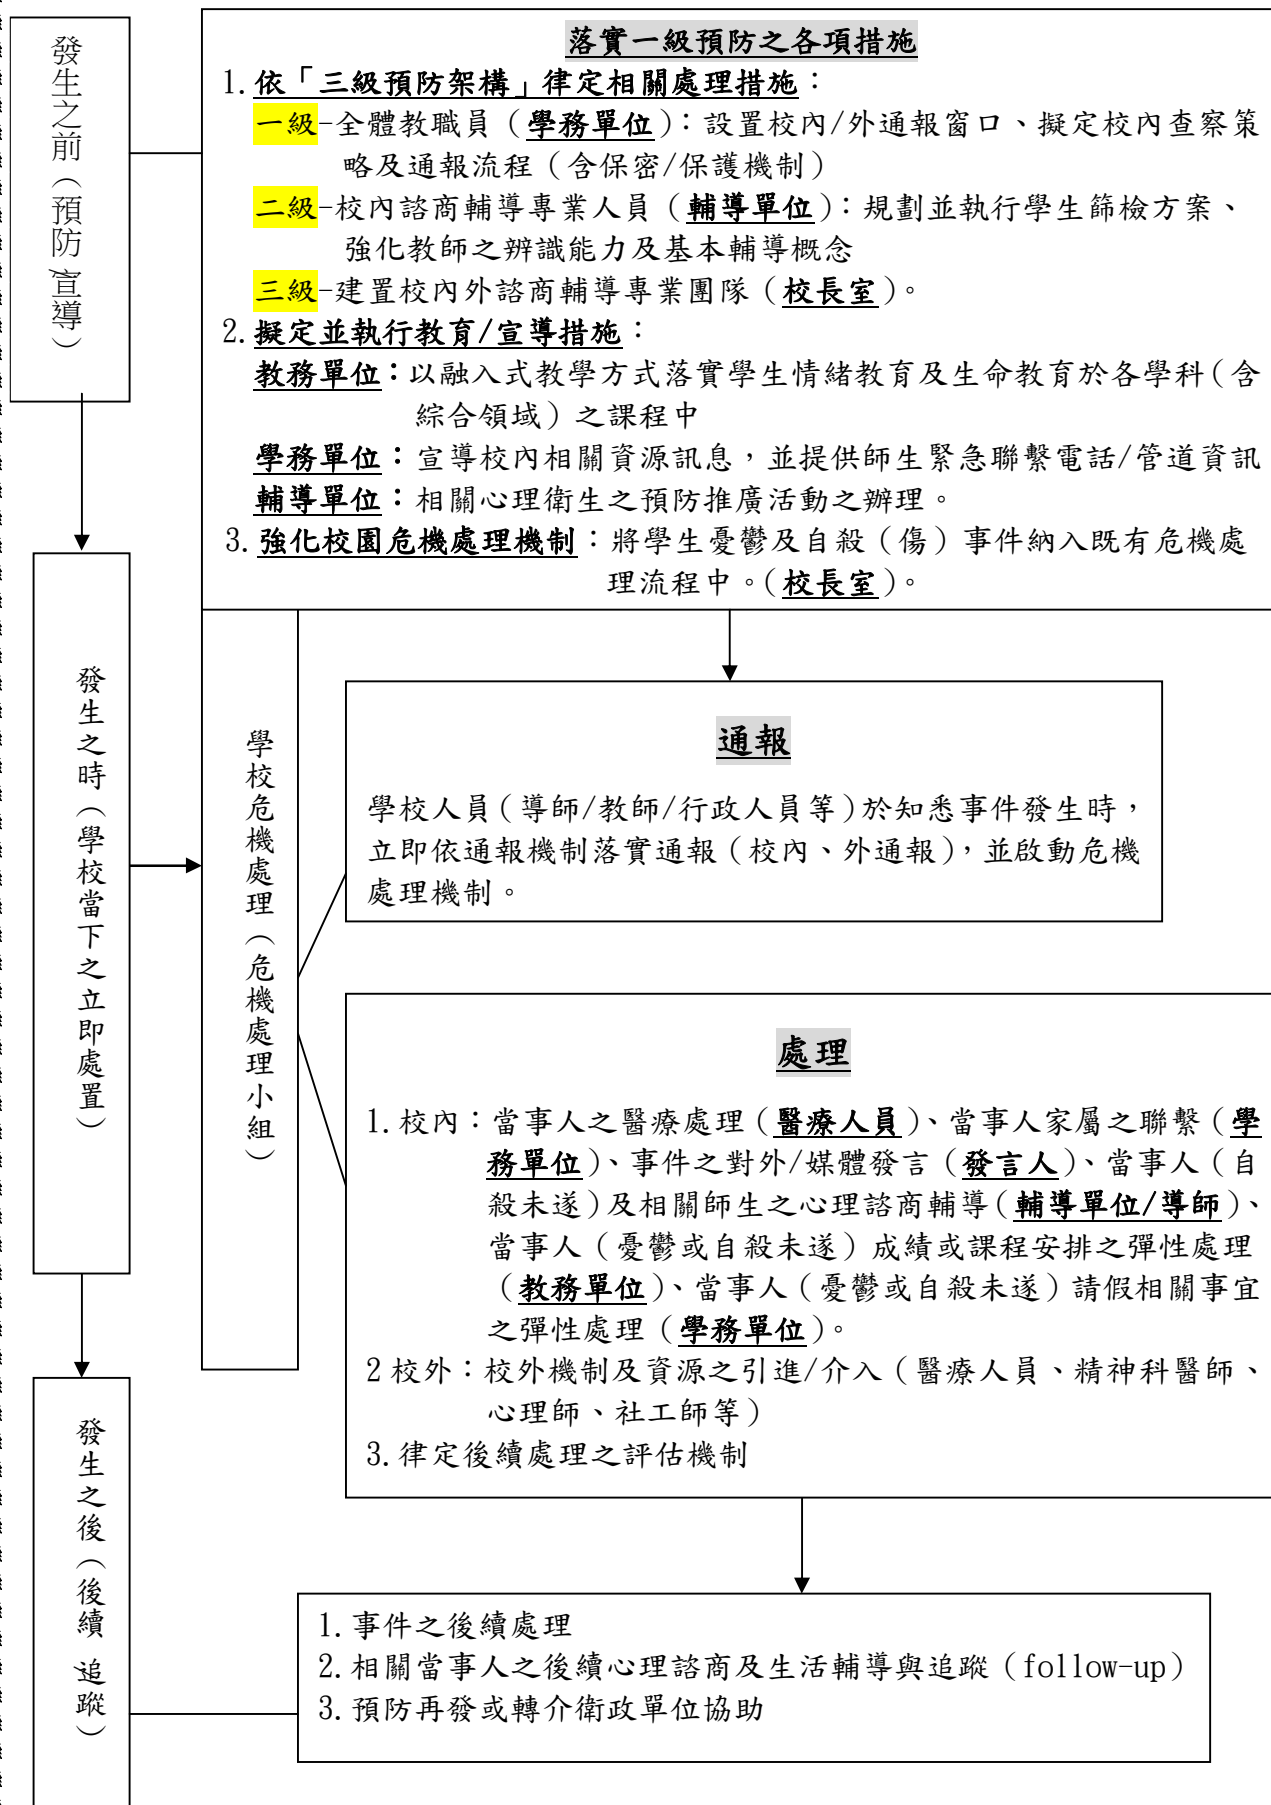 發生之前（預防/宣導）
落實一級預防之各項措施
1.依「三級預防架構」律定相關處理措施：
一級-全體教職員（學務單位）：設置校內/外通報窗口、擬定校內查察策
略及通報流程（含保密/保護機制）
二級-校內諮商輔導專業人員（輔導單位）：規劃並執行學生篩檢方案、
強化教師之辨識能力及基本輔導概念
三級-建置校內外諮商輔導專業團隊（校長室）。
2.擬定並執行教育/宣導措施：
教務單位：以融入式教學方式落實學生情緒教育及生命教育於各學科（含
綜合領域）之課程中
學務單位：宣導校內相關資源訊息，並提供師生緊急聯繫電話/管道資訊
輔導單位：相關心理衛生之預防推廣活動之辦理。
3.強化校園危機處理機制：將學生憂鬱及自殺（傷）事件納入既有危機處
理流程中。（校長室）。
發生之時（學校當下之立即處置）
學校危機處理（危機處理小組）
通報
學校人員（導師/教師/行政人員等）於知悉事件發生時，
立即依通報機制落實通報（校內、外通報），並啟動危機
處理機制。
處理
1.校內：當事人之醫療處理（醫療人員）、當事人家屬之聯繫（學
務單位）、事件之對外/媒體發言（發言人）、當事人（自
殺未遂）及相關師生之心理諮商輔導（輔導單位/導師）、
當事人（憂鬱或自殺未遂）成績或課程安排之彈性處理
（教務單位）、當事人（憂鬱或自殺未遂）請假相關事宜
之彈性處理（學務單位）。
2校外：校外機制及資源之引進/介入（醫療人員、精神科醫師、
心理師、社工師等）
3.律定後續處理之評估機制
發生之後（後續/追蹤）
1.事件之後續處理
2.相關當事人之後續心理諮商及生活輔導與追蹤（follow-up）
3.預防再發或轉介衛政單位協助